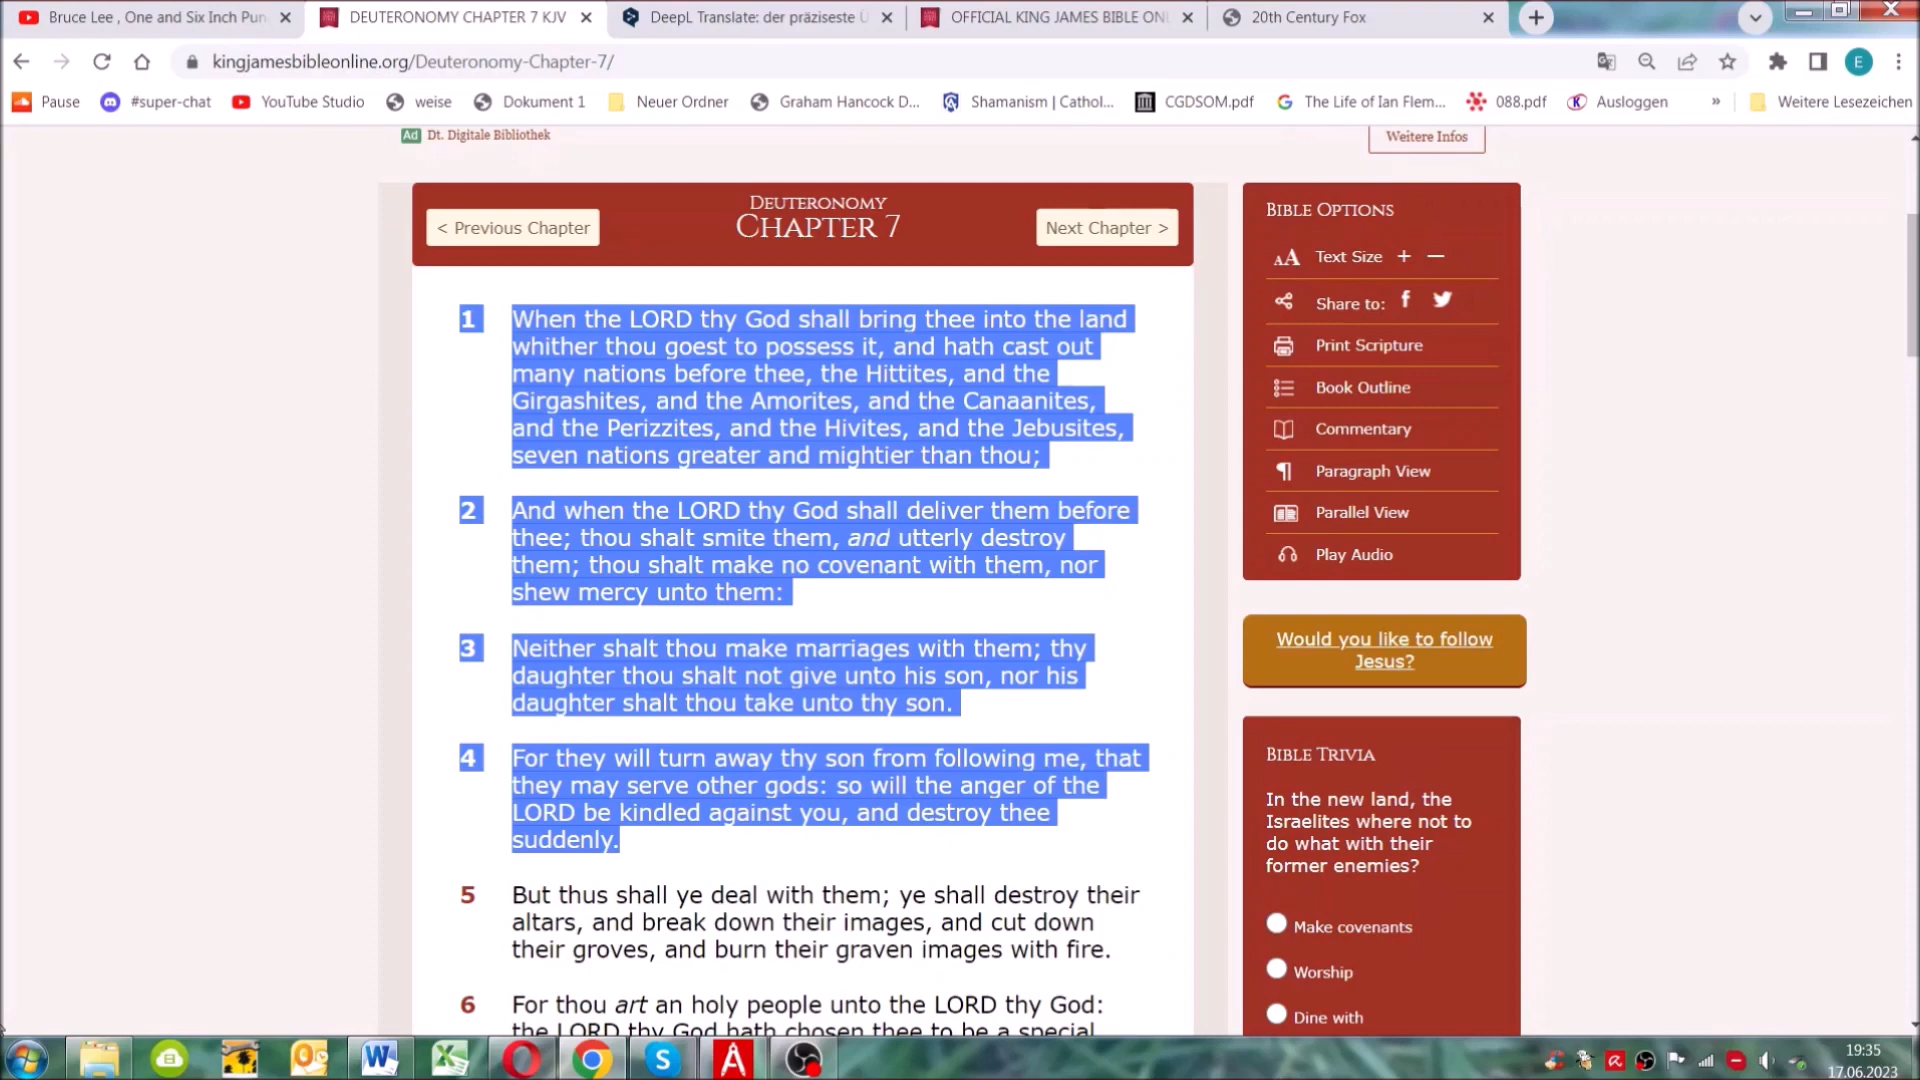 Bruce Lee , One and Six Inch Pun
DEUTERONOMY CHAPTER 7 KJV
DeepL Translate: der präziseste Ü
OFFICIAL KING JAMES BIBLE ONL
20th Century Fox
kingjamesbibleonline.org/Deuteronomy-Chapter-7/
E
Pause
#super-chat
YouTube Studio
weise
Dokument 1
Neuer Ordner
Graham Hancock D...
Shamanism | Cathol...
CGDSOM.pdf
The Life of Ian Flem...
088.pdf
Ausloggen
»
Weitere Lesezeichen
Ad Dt. Digitale Bibliothek
Weitere Infos
< Previous Chapter
DEUTERONOMY
CHAPTER 7
Next Chapter >
1 When the LORD thy God shall bring thee into the land
whither thou goest to possess it, and hath cast out
many nations before thee, the Hittites, and the
Girgashites, and the Amorites, and the Canaanites,
and the Perizzites, and the Hivites, and the Jebusites,
seven nations greater and mightier than thou;
2 And when the LORD thy God shall deliver them before
thee; thou shalt smite them, and utterly destroy
them; thou shalt make no covenant with them, nor
shew mercy unto them:
3 Neither shalt thou make marriages with them; thy
daughter thou shalt not give unto his son, nor his
daughter shalt thou take unto thy son.
4 For they will turn away thy son from following me, that
they may serve other gods: so will the anger of the
LORD be kindled against you, and destroy thee
suddenly.
5 But thus shall ye deal with them; ye shall destroy their
altars, and break down their images, and cut down
their groves, and burn their graven images with fire.
6 For thou art an holy people unto the LORD thy God:
the LORD thy God hath chosen thee to be a special
BIBLE OPTIONS
AA Text Size + −
Share to:
Print Scripture
Book Outline
Commentary
Paragraph View
Parallel View
Play Audio
Would you like to follow
Jesus?
BIBLE TRIVIA
In the new land, the
Israelites where not to
do what with their
former enemies?
Make covenants
Worship
Dine with
19:35
17.06.2023